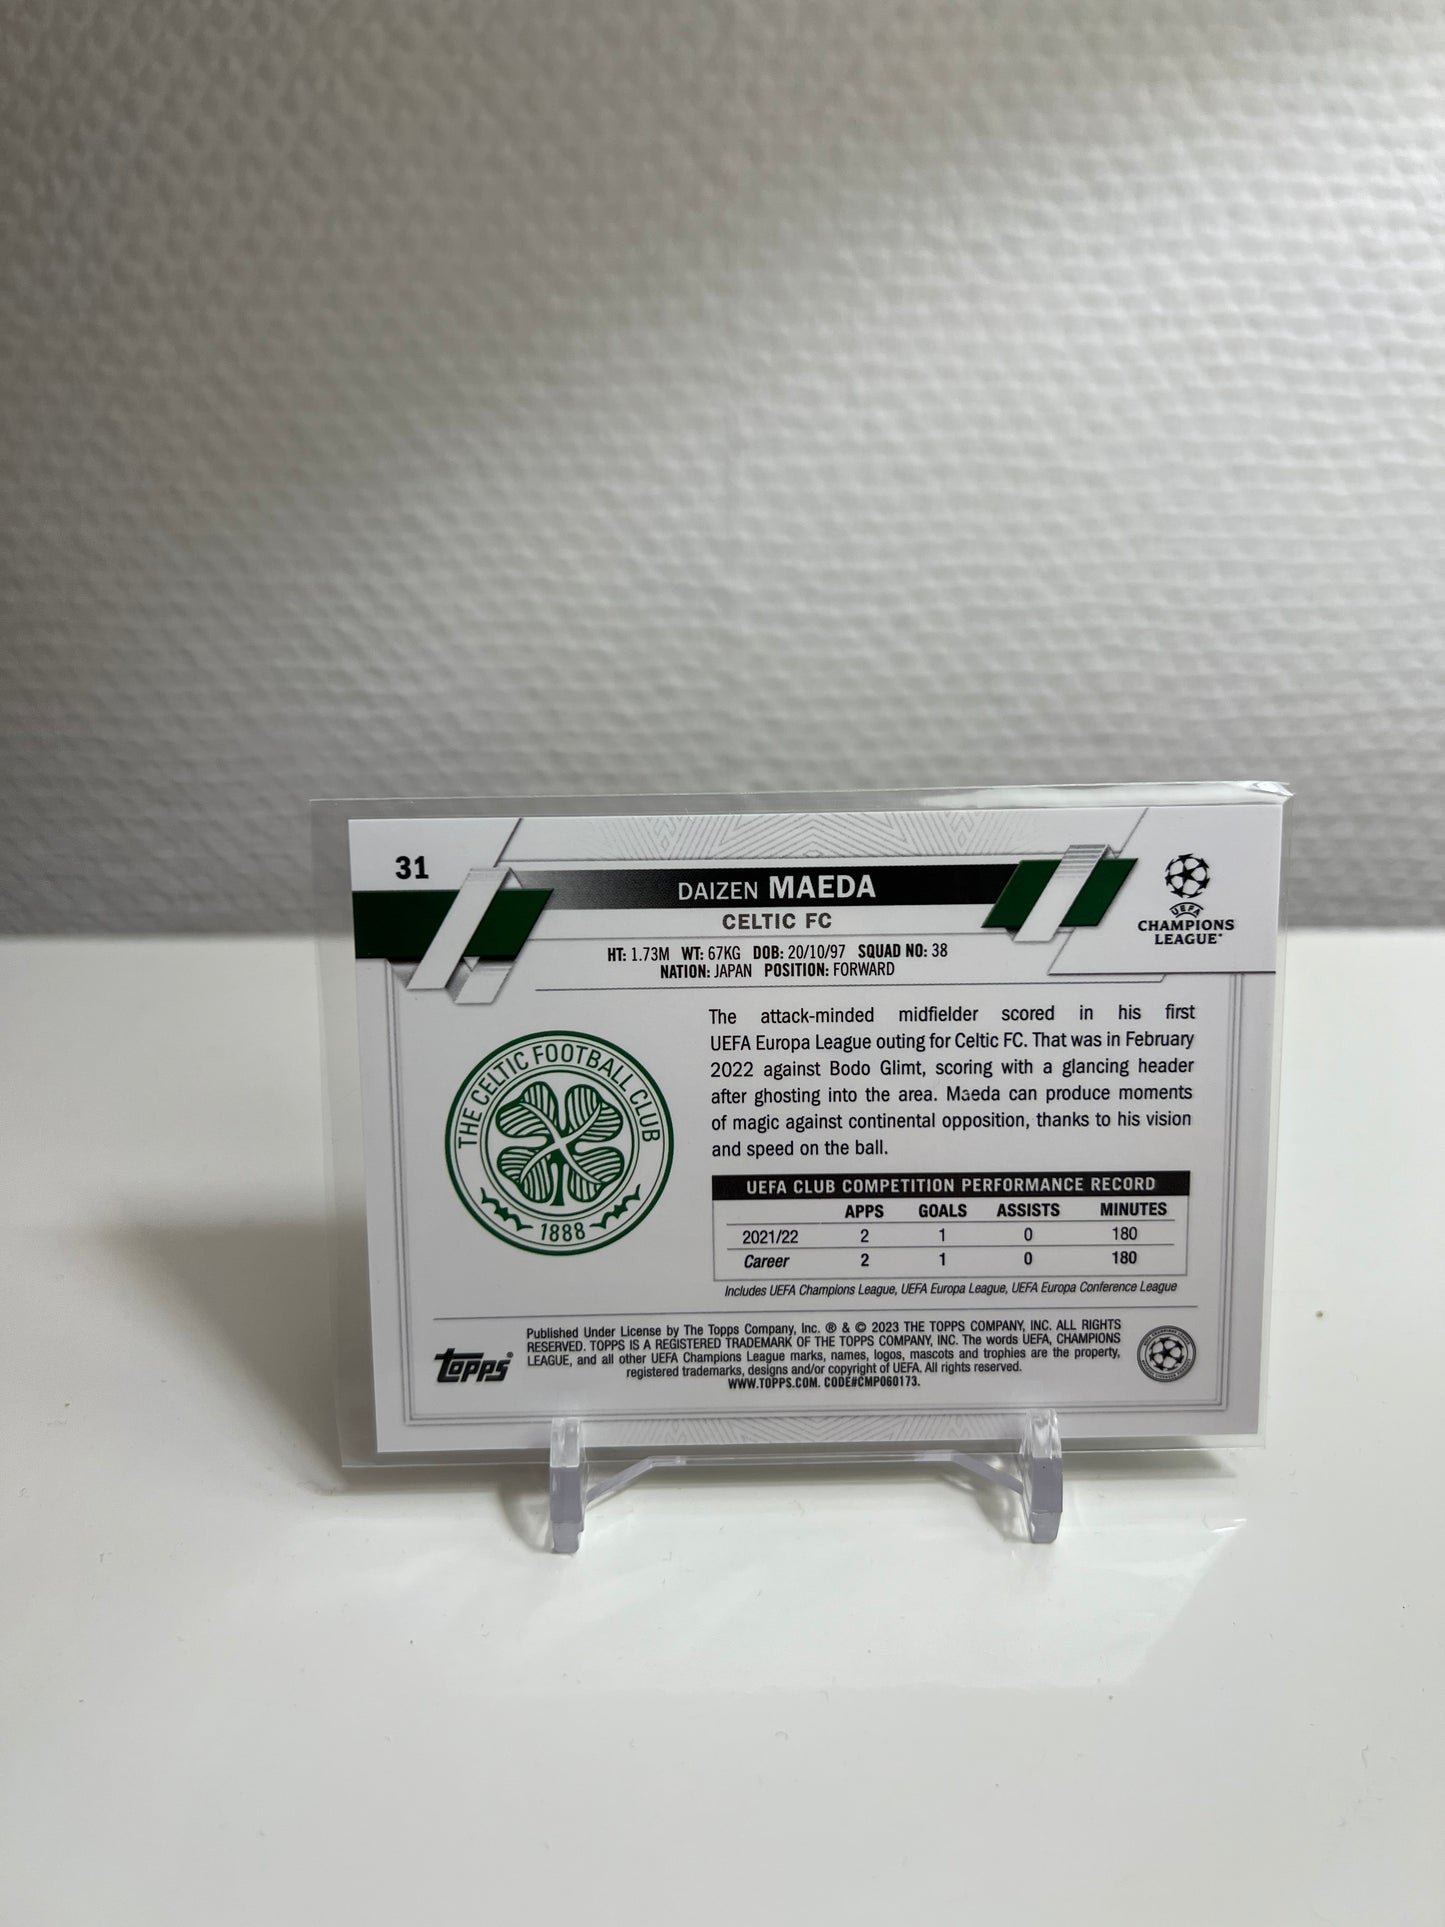 31
DAIZEN MAEDA
CELTIC FC
UEFA
CHAMPIONS
LEAGUE
HT: 1.73M WT: 67KG DOB: 20/10/97 SQUAD NO: 38
NATION: JAPAN POSITION: FORWARD
The attack-minded midfielder scored in his first
UEFA Europa League outing for Celtic FC. That was in February
2022 against Bodo Glimt, scoring with a glancing header
after ghosting into the area. Maeda can produce moments
of magic against continental opposition, thanks to his vision
and speed on the ball.
THE CELTIC FOOTBALL CLUB
1888
UEFA CLUB COMPETITION PERFORMANCE RECORD
APPS GOALS ASSISTS MINUTES
2021/22 2 1 0 180
Career 2 1 0 180
Includes UEFA Champions League, UEFA Europa League, UEFA Europa Conference League
topps®
Published Under License by The Topps Company, Inc. ® & © 2023 THE TOPPS COMPANY, INC. ALL RIGHTS
RESERVED. TOPPS IS A REGISTERED TRADEMARK OF THE TOPPS COMPANY, INC. The words UEFA, CHAMPIONS
LEAGUE, and all other UEFA Champions League marks, names, logos, mascots and trophies are the property,
registered trademarks, designs and/or copyright of UEFA. All rights reserved.
WWW.TOPPS.COM. CODE#CMP060173.